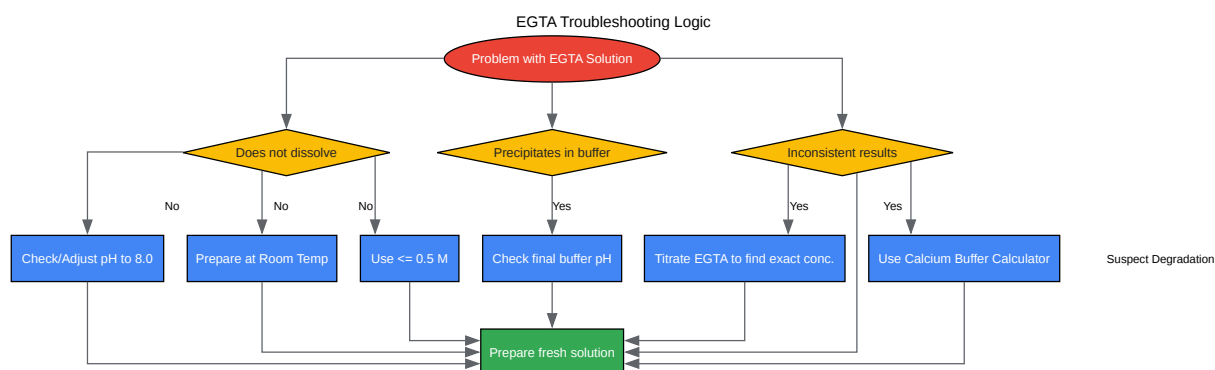 EGTA Troubleshooting Logic
Problem with EGTA Solution
Does not dissolve
Precipitates in buffer
Inconsistent results
No
No
No
Yes
Yes
Yes
Check/Adjust pH to 8.0
Prepare at Room Temp
Use <= 0.5 M
Check final buffer pH
Titrate EGTA to find exact conc.
Use Calcium Buffer Calculator
Suspect Degradation
Prepare fresh solution